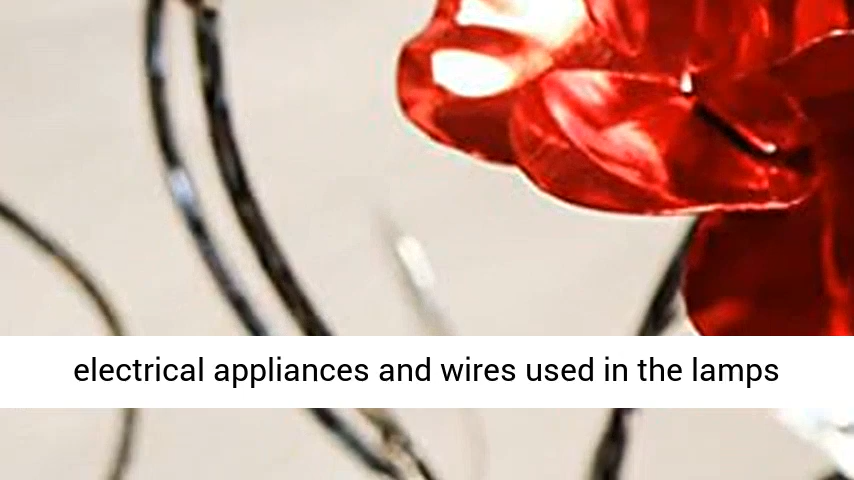 electrical appliances and wires used in the lamps